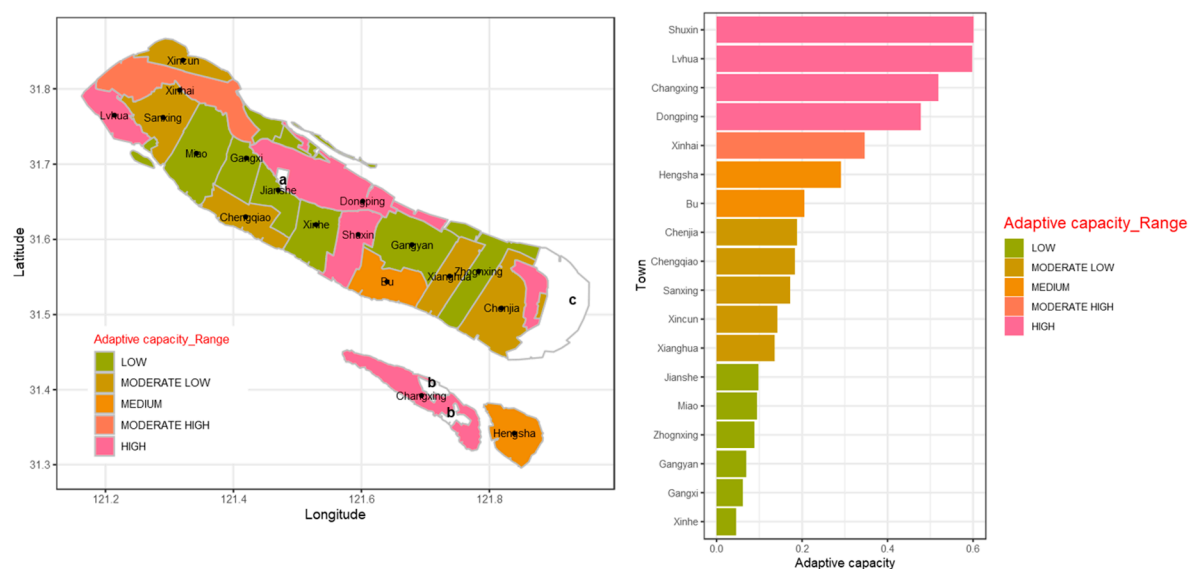 31.8
31.7
31.6
31.5
31.4
31.3
Latitude
Xincun
Xinhai
Lvhua
Sanxing
Miao
Gangxi
a
Jianshe
Dongping
Chengqiao
Xinhe
Shuxin
Gangyan
Zhognxing
Xianghua
Bu
c
Chenjia
b
Changxing
b
Hengsha
Adaptive capacity_Range
LOW
MODERATE LOW
MEDIUM
MODERATE HIGH
HIGH
121.2
121.4
121.6
121.8
Longitude
Town
Shuxin
Lvhua
Changxing
Dongping
Xinhai
Hengsha
Bu
Chenjia
Chengqiao
Sanxing
Xincun
Xianghua
Jianshe
Miao
Zhognxing
Gangyan
Gangxi
Xinhe
0.0
0.2
0.4
0.6
Adaptive capacity
Adaptive capacity_Range
LOW
MODERATE LOW
MEDIUM
MODERATE HIGH
HIGH